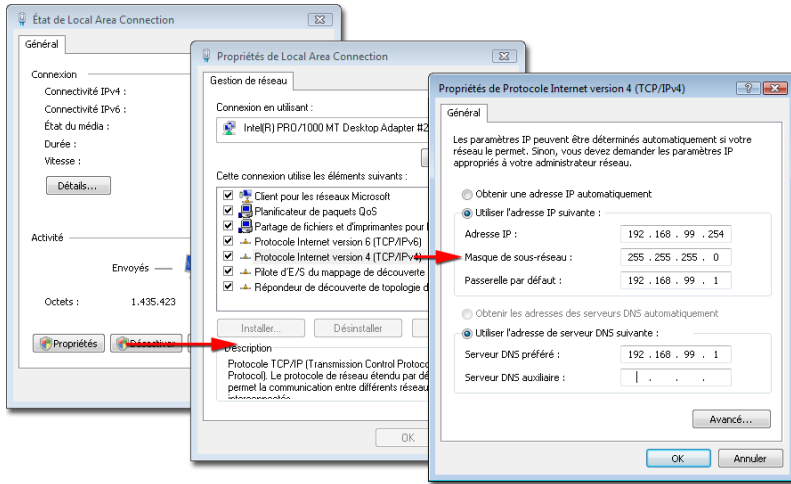 État de Local Area Connection
Général
Connexion
Connectivité IPv4 :
Connectivité IPv6 :
État du média :
Durée :
Vitesse :
Détails...
Activité
Envoyés
Octets : 1.435.423
Propriétés
Désactiver
Propriétés de Local Area Connection
Gestion de réseau
Connexion en utilisant :
Intel(R) PRO/1000 MT Desktop Adapter #2
Cette connexion utilise les éléments suivants :
Client pour les réseaux Microsoft
Planificateur de paquets QoS
Partage de fichiers et d'imprimantes pour
Protocole Internet version 6 (TCP/IPv6)
Protocole Internet version 4 (TCP/IPv4)
Pilote d'E/S du mappage de découverte
Répondeur de découverte de topologie d
Installer...
Désinstaller
Description
Protocole TCP/IP (Transmission Control Protoc
Protocol). Le protocole de réseau étendu par dé
permet la communication entre différents réseau
interconnectés
OK
Propriétés de Protocole Internet version 4 (TCP/IPv4)
Général
Les paramètres IP peuvent être déterminés automatiquement si votre
réseau le permet. Sinon, vous devez demander les paramètres IP
appropriés à votre administrateur réseau.
Obtenir une adresse IP automatiquement
Utiliser l'adresse IP suivante :
Adresse IP : 192 . 168 . 99 . 254
Masque de sous-réseau : 255 . 255 . 255 . 0
Passerelle par défaut : 192 . 168 . 99 . 1
Obtenir les adresses des serveurs DNS automatiquement
Utiliser l'adresse de serveur DNS suivante :
Serveur DNS préféré : 192 . 168 . 99 . 1
Serveur DNS auxiliaire : . . .
Avancé...
OK
Annuler